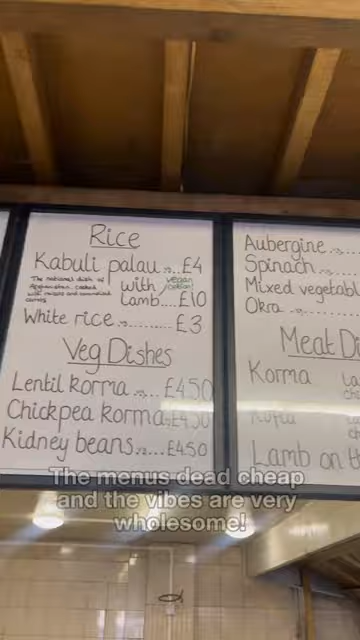 Rice
Kabuli palau...£4
The national dish of
Afghanistan, cooked
with raisins and caramelised
carrots
with vegan option!
lamb...£10
White rice..........£3
Veg Dishes
Lentil korma...£4.50
Chickpea korma..£4.50
Kidney beans...£4.50
Aubergine....
Spinach....
Mixed vegetabl
Okra..........
Meat Di
Korma
Kofta
Lamb on th
The menus dead cheap
and the vibes are very
wholesome!